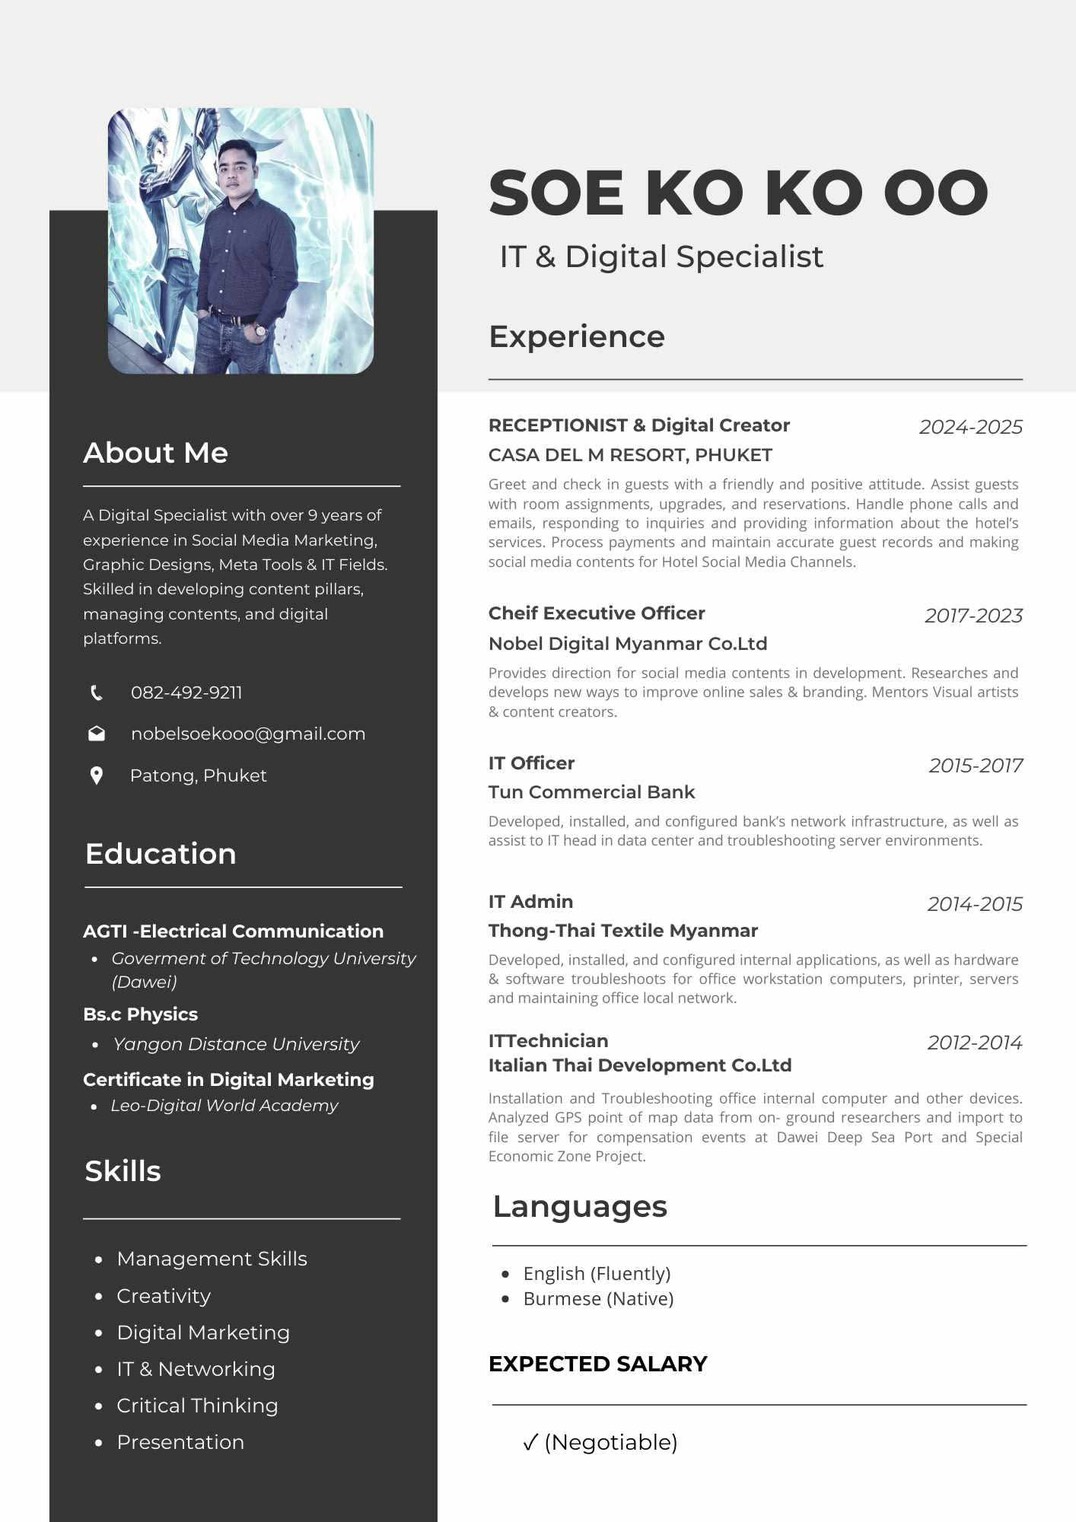 SOE KO KO OO
IT & Digital Specialist
Experience
RECEPTIONIST & Digital Creator
2024-2025
CASA DEL M RESORT, PHUKET
Greet and check in guests with a friendly and positive attitude. Assist guests
with room assignments, upgrades, and reservations. Handle phone calls and
emails, responding to inquiries and providing information about the hotel's
services. Process payments and maintain accurate guest records and making
social media contents for Hotel Social Media Channels.
Cheif Executive Officer
2017-2023
Nobel Digital Myanmar Co.Ltd
Provides direction for social media contents in development. Researches and
develops new ways to improve online sales & branding. Mentors Visual artists
& content creators.
IT Officer
2015-2017
Tun Commercial Bank
Developed, installed, and configured bank's network infrastructure, as well as
assist to IT head in data center and troubleshooting server environments.
IT Admin
2014-2015
Thong-Thai Textile Myanmar
Developed, installed, and configured internal applications, as well as hardware
& software troubleshoots for office workstation computers, printer, servers
and maintaining office local network.
ITTechnician
2012-2014
Italian Thai Development Co.Ltd
Installation and Troubleshooting office internal computer and other devices.
Analyzed GPS point of map data from on- ground researchers and import to
file server for compensation events at Dawei Deep Sea Port and Special
Economic Zone Project.
Languages
• English (Fluently)
• Burmese (Native)
EXPECTED SALARY
✓ (Negotiable)
About Me
A Digital Specialist with over 9 years of
experience in Social Media Marketing,
Graphic Designs, Meta Tools & IT Fields.
Skilled in developing content pillars,
managing contents, and digital
platforms.
082-492-9211
nobelsoekooo@gmail.com
Patong, Phuket
Education
AGTI -Electrical Communication
• Goverment of Technology University
(Dawei)
Bs.c Physics
• Yangon Distance University
Certificate in Digital Marketing
• Leo-Digital World Academy
Skills
• Management Skills
• Creativity
• Digital Marketing
• IT & Networking
• Critical Thinking
• Presentation